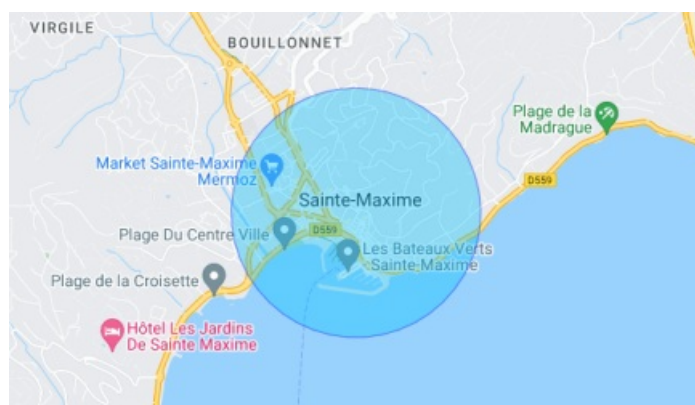 VIRGILE
BOUILLONNET
Plage de la
Madrague
Market Sainte-Maxime
Mermoz
D559
Sainte-Maxime
Plage Du Centre Ville
D559
Les Bateaux Verts
Sainte-Maxime
Plage de la Croisette
Hôtel Les Jardins
De Sainte Maxime